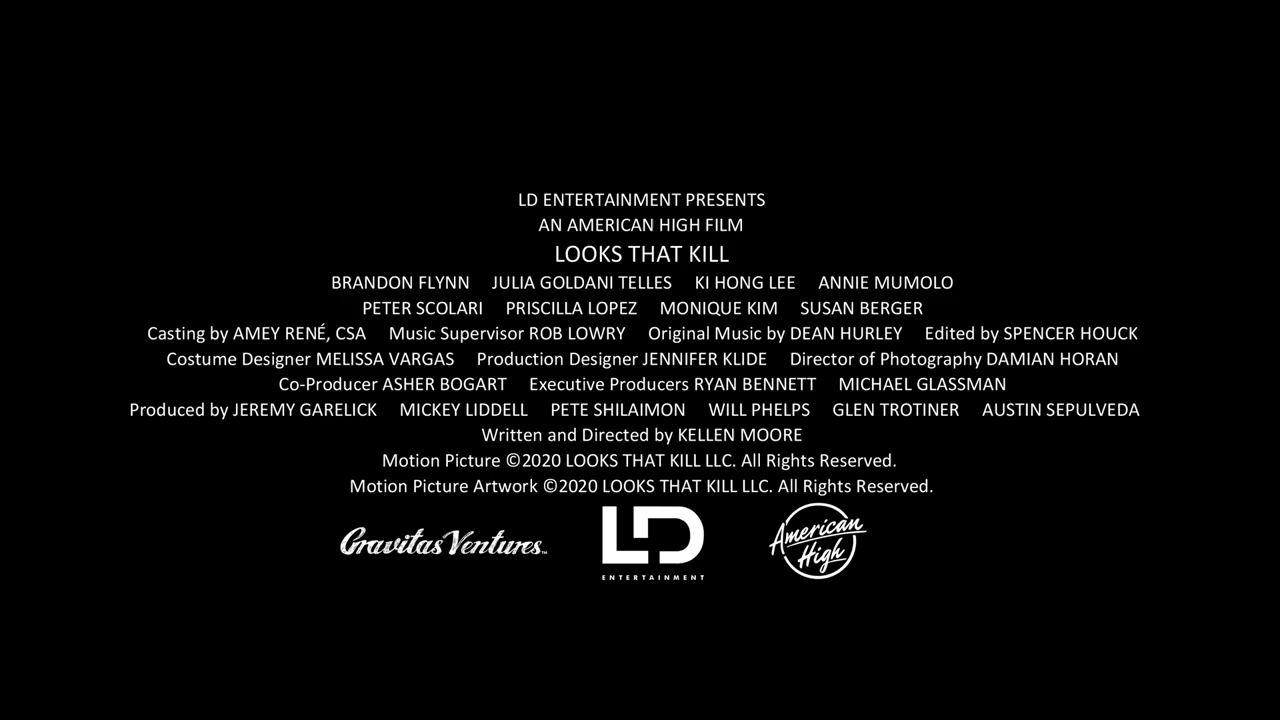 LD ENTERTAINMENT PRESENTS
AN AMERICAN HIGH FILM
LOOKS THAT KILL
BRANDON FLYNN JULIA GOLDANI TELLES KI HONG LEE ANNIE MUMOLO
PETER SCOLARI PRISCILLA LOPEZ MONIQUE KIM SUSAN BERGER
Casting by AMEY RENÉ, CSA Music Supervisor ROB LOWRY Original Music by DEAN HURLEY Edited by SPENCER HOUCK
Costume Designer MELISSA VARGAS Production Designer JENNIFER KLIDE Director of Photography DAMIAN HORAN
Co-Producer ASHER BOGART Executive Producers RYAN BENNETT MICHAEL GLASSMAN
Produced by JEREMY GARELICK MICKEY LIDDELL PETE SHILAIMON WILL PHELPS GLEN TROTINER AUSTIN SEPULVEDA
Written and Directed by KELLEN MOORE
Motion Picture ©2020 LOOKS THAT KILL LLC. All Rights Reserved.
Motion Picture Artwork ©2020 LOOKS THAT KILL LLC. All Rights Reserved.
Gravitas Ventures™
LD
ENTERTAINMENT
American
High